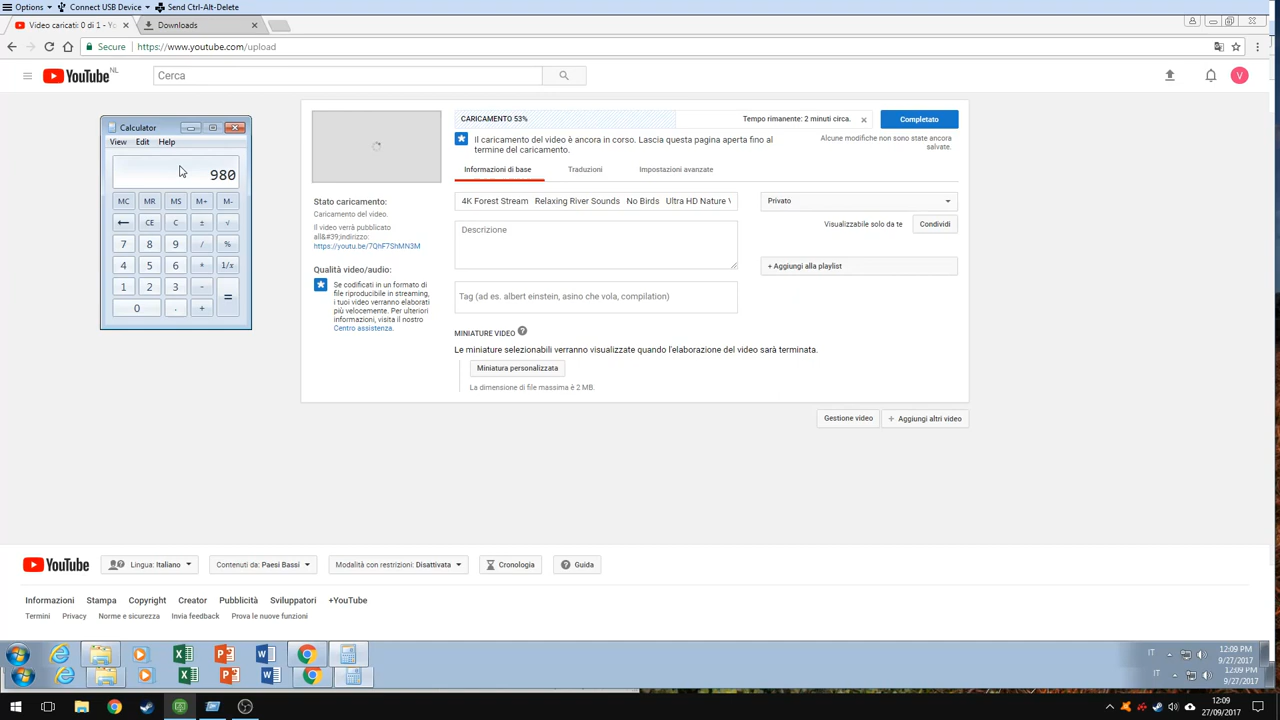 Options Connect USB Device Send Ctrl-Alt-Delete
Video caricati: 0 di 1 - Yo Downloads
Secure https://www.youtube.com/upload
YouTube NL Cerca V
CARICAMENTO 53% Tempo rimanente: 2 minuti circa. Completato
Il caricamento del video è ancora in corso. Lascia questa pagina aperta fino al
termine del caricamento.
Alcune modifiche non sono state ancora
salvate.
Calculator
View Edit Help
980
MC MR MS M+ M-
← CE C ± √
7 8 9 / %
4 5 6 * 1/x
1 2 3 - =
0 . +
Informazioni di base Traduzioni Impostazioni avanzate
Stato caricamento:
Caricamento del video.
Il video verrà pubblicato
all&#39;indirizzo:
https://youtu.be/7QhF7ShMN3M
Qualità video/audio:
Se codificati in un formato di
file riproducibile in streaming,
i tuoi video verranno elaborati
più velocemente. Per ulteriori
informazioni, visita il nostro
Centro assistenza.
4K Forest Stream Relaxing River Sounds No Birds Ultra HD Nature V
Privato
Descrizione
Visualizzabile solo da te Condividi
+ Aggiungi alla playlist
Tag (ad es. albert einstein, asino che vola, compilation)
MINIATURE VIDEO ?
Le miniature selezionabili verranno visualizzate quando l'elaborazione del video sarà terminata.
Miniatura personalizzata
La dimensione di file massima è 2 MB.
Gestione video + Aggiungi altri video
YouTube Lingua: Italiano Contenuti da: Paesi Bassi Modalità con restrizioni: Disattivata Cronologia Guida
Informazioni Stampa Copyright Creator Pubblicità Sviluppatori +YouTube
Termini Privacy Norme e sicurezza Invia feedback Prova le nuove funzioni
IT 12:09 PM
9/27/2017
IT 12:09 PM
9/27/2017
12:09
27/09/2017